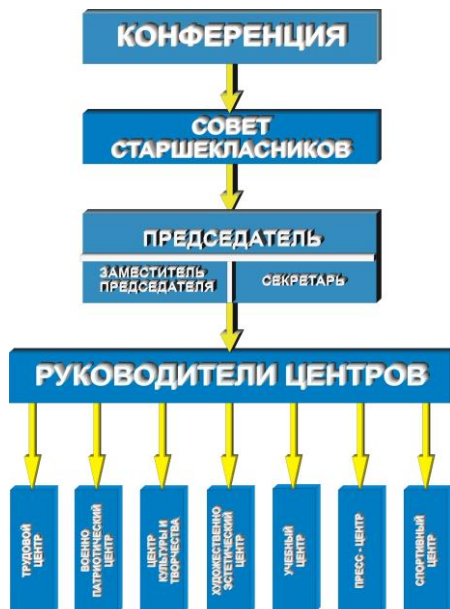 КОНФЕРЕНЦИЯ
СОВЕТ
СТАРШЕКЛАСНИКОВ
ПРЕДСЕДАТЕЛЬ
ЗАМЕСТИТЕЛЬ
ПРЕДСЕДАТЕЛЯ
СЕКРЕТАРЬ
РУКОВОДИТЕЛИ ЦЕНТРОВ
ТРУДОВОЙ ЦЕНТР
ВОЕННО
ПАТРИОТИЧЕСКИЙ
ЦЕНТР
ЦЕНТР
КУЛЬТУРЫ И
ТВОРЧЕСТВА
ХУДОЖЕСТВЕННО
ЭСТЕТИЧЕСКИЙ ЦЕНТР
УЧЕБНЫЙ ЦЕНТР
ПРЕСС - ЦЕНТР
СПОРТИВНЫЙ ЦЕНТР